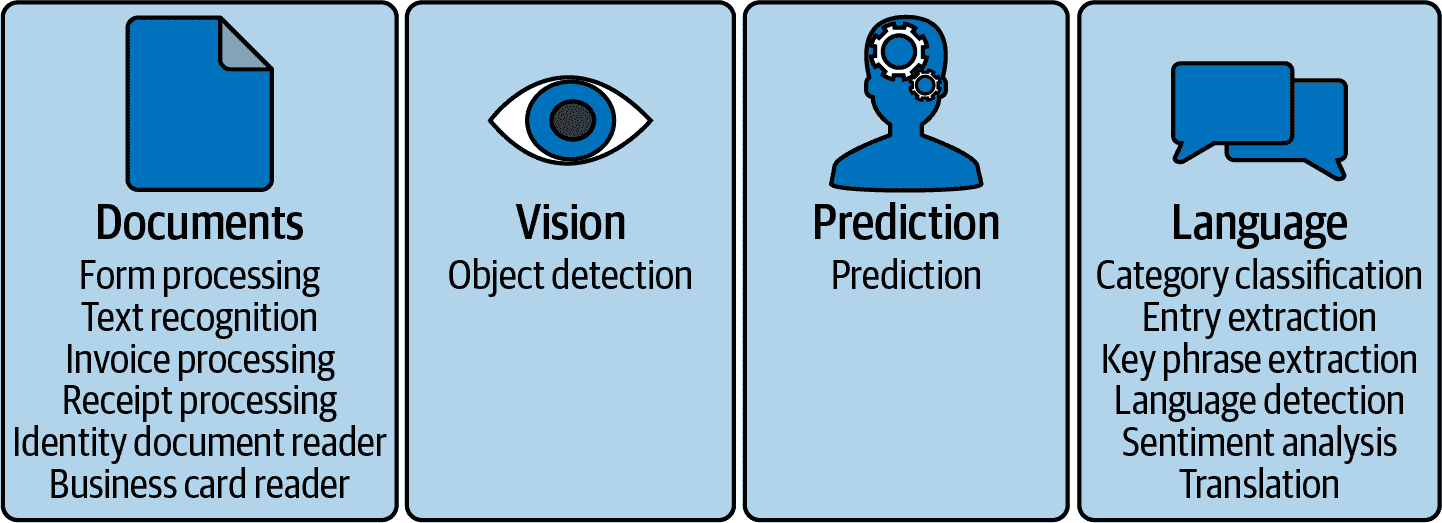 Documents
Form processing
Text recognition
Invoice processing
Receipt processing
Identity document reader
Business card reader
Vision
Object detection
Prediction
Prediction
Language
Category classification
Entry extraction
Key phrase extraction
Language detection
Sentiment analysis
Translation